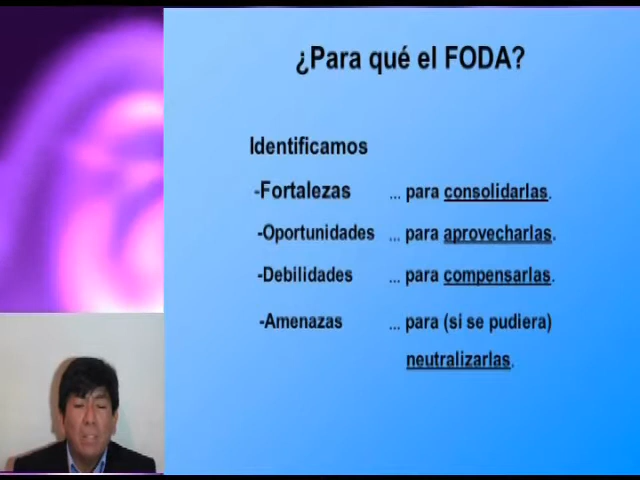 ¿Para qué el FODA?
Identificamos
-Fortalezas ... para consolidarlas.
-Oportunidades ... para aprovecharlas.
-Debilidades ... para compensarlas.
-Amenazas ... para (si se pudiera)
neutralizarlas.